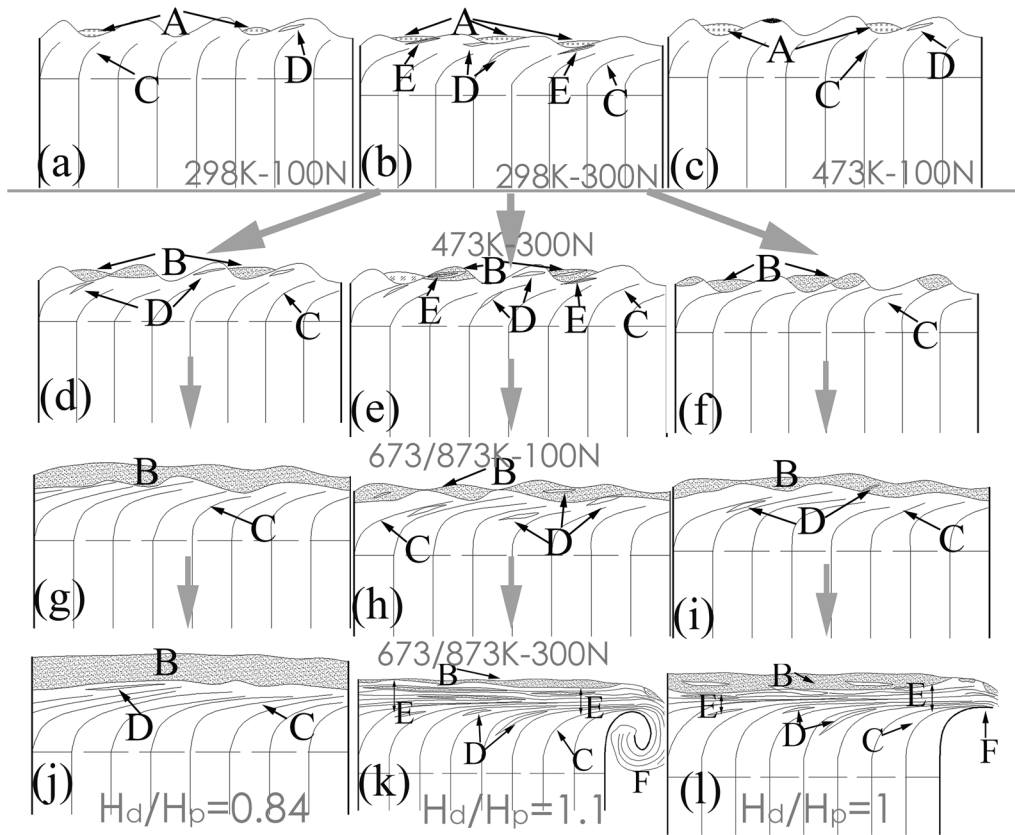 A A A
E E
C D D C C D
(a) (b) (c)
298K-100N 298K-300N 473K-100N
473K-300N
B B B
E E
D C D C C
(d) (e) (f)
673/873K-100N
B B B
C C D D C
(g) (h) (i)
673/873K-300N
B B B
E E E E
D C D C D C
F F
(j) (k) (l)
Hd/Hp=0.84 Hd/Hp=1.1 Hd/Hp=1